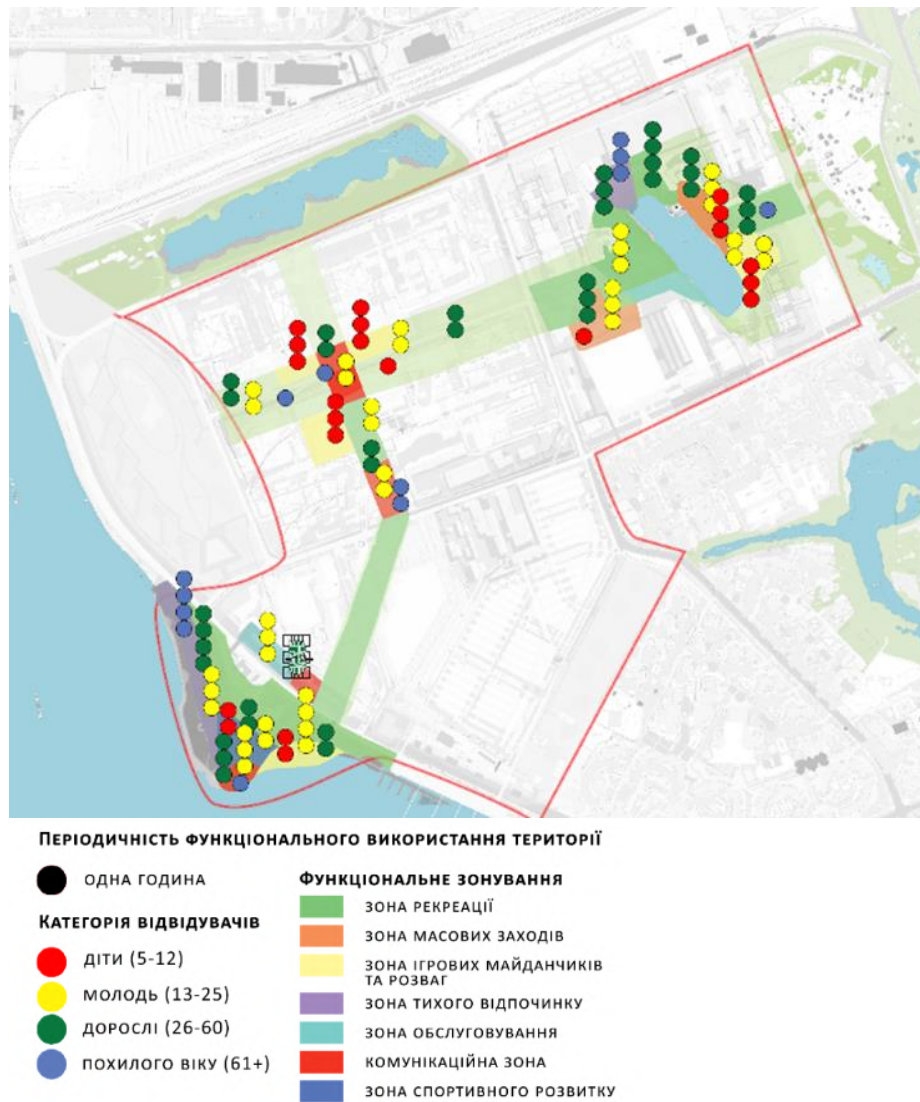 ПЕРІОДИЧНІСТЬ ФУНКЦІОНАЛЬНОГО ВИКОРИСТАННЯ ТЕРИТОРІЇ
ОДНА ГОДИНА
КАТЕГОРІЯ ВІДВІДУВАЧІВ
ДІТИ (5-12)
МОЛОДЬ (13-25)
ДОРОСЛІ (26-60)
ПОХИЛОГО ВІКУ (61+)
ФУНКЦІОНАЛЬНЕ ЗОНУВАННЯ
ЗОНА РЕКРЕАЦІЇ
ЗОНА МАСОВИХ ЗАХОДІВ
ЗОНА ІГРОВИХ МАЙДАНЧИКІВ
ТА РОЗВАГ
ЗОНА ТИХОГО ВІДПОЧИНКУ
ЗОНА ОБСЛУГОВУВАННЯ
КОМУНІКАЦІЙНА ЗОНА
ЗОНА СПОРТИВНОГО РОЗВИТКУ